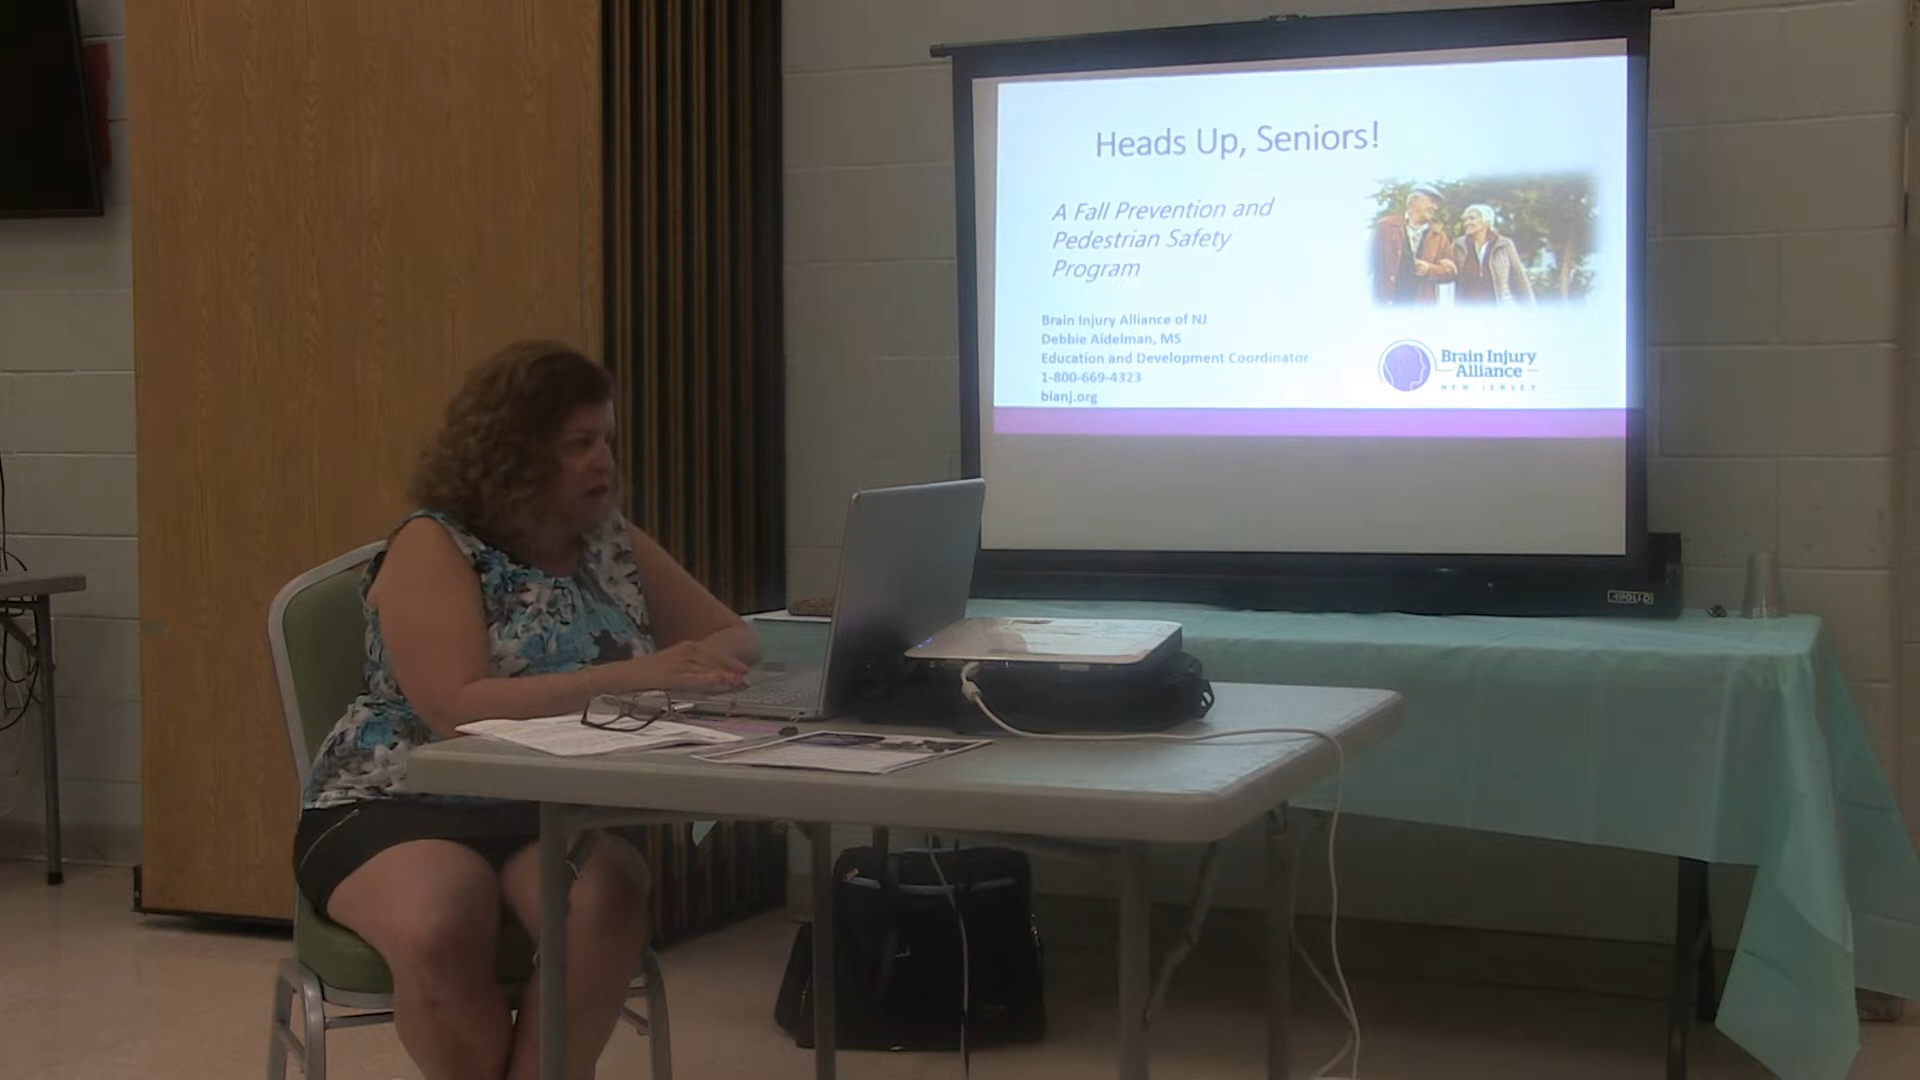 Heads Up, Seniors!
A Fall Prevention and
Pedestrian Safety
Program
Brain Injury Alliance of NJ
Debbie Aidelman, MS
Education and Development Coordinator
1-800-669-4323
bianj.org
Brain Injury
Alliance
NEW JERSEY
APOLLO